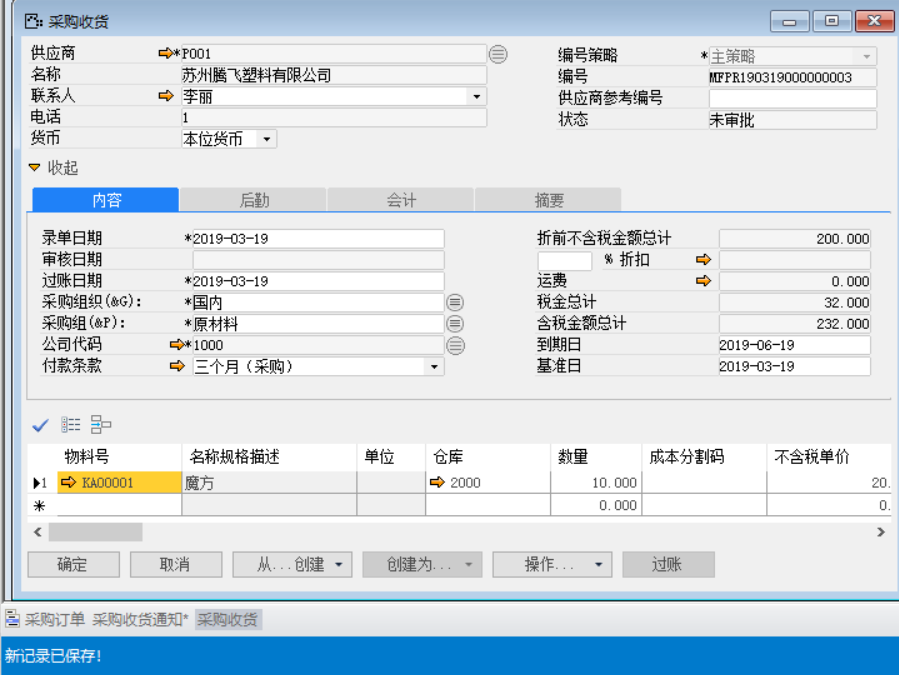 采购收货
供应商 *P001 编号策略 *主策略
名称 苏州腾飞塑料有限公司 编号 MFPR190319000000003
联系人 李丽 供应商参考编号
电话 1 状态 未审批
货币 本位货币
收起
内容 后勤 会计 摘要
录单日期 *2019-03-19 折前不含税金额总计 200.000
审核日期 % 折扣
过账日期 *2019-03-19 运费 0.000
采购组织(&G): *国内 税金总计 32.000
采购组(&P): *原材料 含税金额总计 232.000
公司代码 *1000 到期日 2019-06-19
付款条款 三个月(采购) 基准日 2019-03-19
物料号 名称规格描述 单位 仓库 数量 成本分割码 不含税单价
1 KA00001 魔方 2000 10.000 20.
* 0.000 0.
确定 取消 从...创建 创建为... 操作... 过账
采购订单 采购收货通知* 采购收货
新记录已保存!